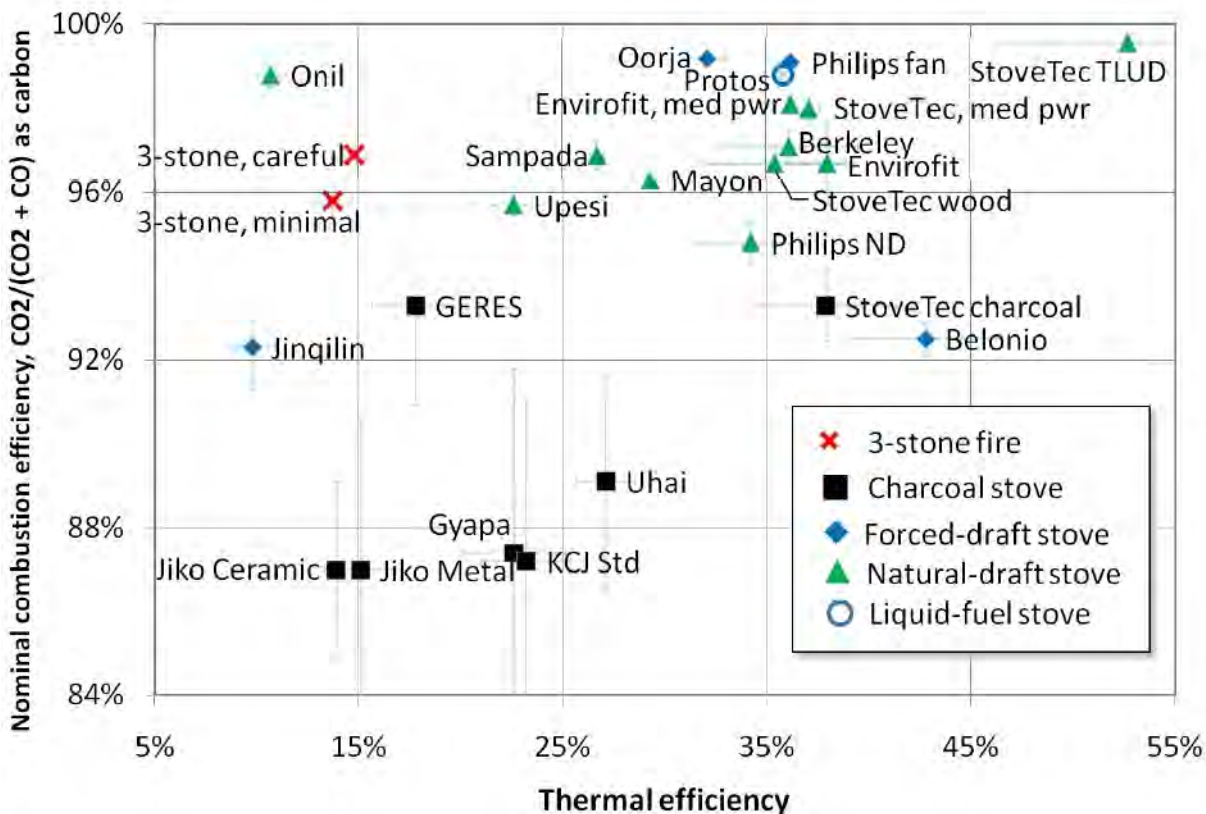 Nominal combustion efficiency, CO2/(CO2 + CO) as carbon
100%
96%
92%
88%
84%
Onil
Oorja
Philips fan
Protos
StoveTec TLUD
Envirofit, med pwr
StoveTec, med pwr
3-stone, careful
Sampada
Berkeley
Envirofit
Mayon
StoveTec wood
3-stone, minimal
Upesi
Philips ND
GERES
StoveTec charcoal
Jinqilin
Belonio
Uhai
Gyapa
Jiko Ceramic
Jiko Metal
KCJ Std
3-stone fire
Charcoal stove
Forced-draft stove
Natural-draft stove
Liquid-fuel stove
5%
15%
25%
35%
45%
55%
Thermal efficiency